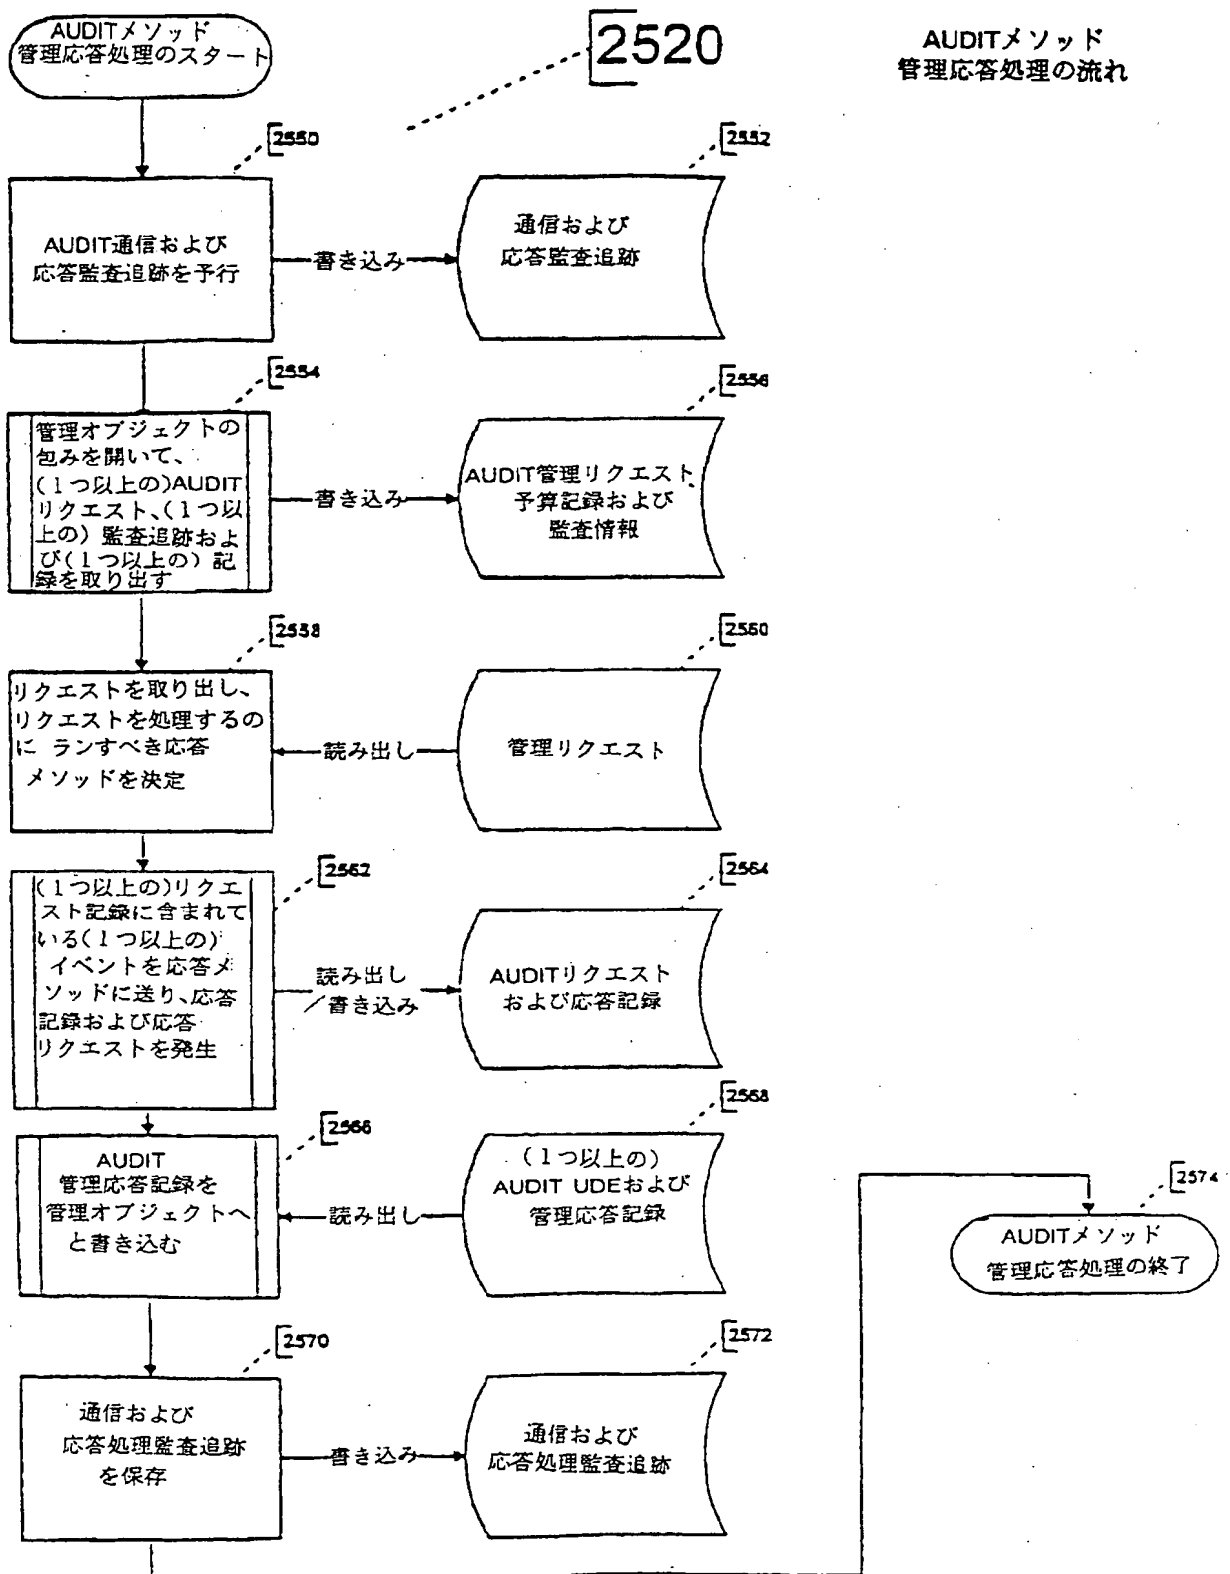 AUDITメソッド
管理応答処理のスタート
2520
AUDITメソッド
管理応答処理の流れ
2550
AUDIT通信および
応答監査追跡を予行
書き込み
2552
通信および
応答監査追跡
2554
管理オブジェクトの
包みを開いて、
(1つ以上の)AUDIT
リクエスト、(1つ以
上の) 監査追跡およ
び(1つ以上の) 記
録を取り出す
書き込み
2556
AUDIT管理リクエスト
予算記録および
監査情報
2558
リクエストを取り出し、
リクエストを処理するの
に ランすべき応答
メソッドを決定
読み出し
2560
管理リクエスト
2562
(1つ以上の)リクエ
スト記録に含まれて
いる(1つ以上の)
イベントを応答メ
ソッドに送り、応答
記録および応答
リクエストを発生
読み出し
/書き込み
2564
AUDITリクエスト
および応答記録
2566
AUDIT
管理応答記録を
管理オブジェクトへ
と書き込む
読み出し
2568
(1つ以上の)
AUDIT UDEおよび
管理応答記録
2570
通信および
応答処理監査追跡
を保存
書き込み
2572
通信および
応答処理監査追跡
2574
AUDITメソッド
管理応答処理の終了